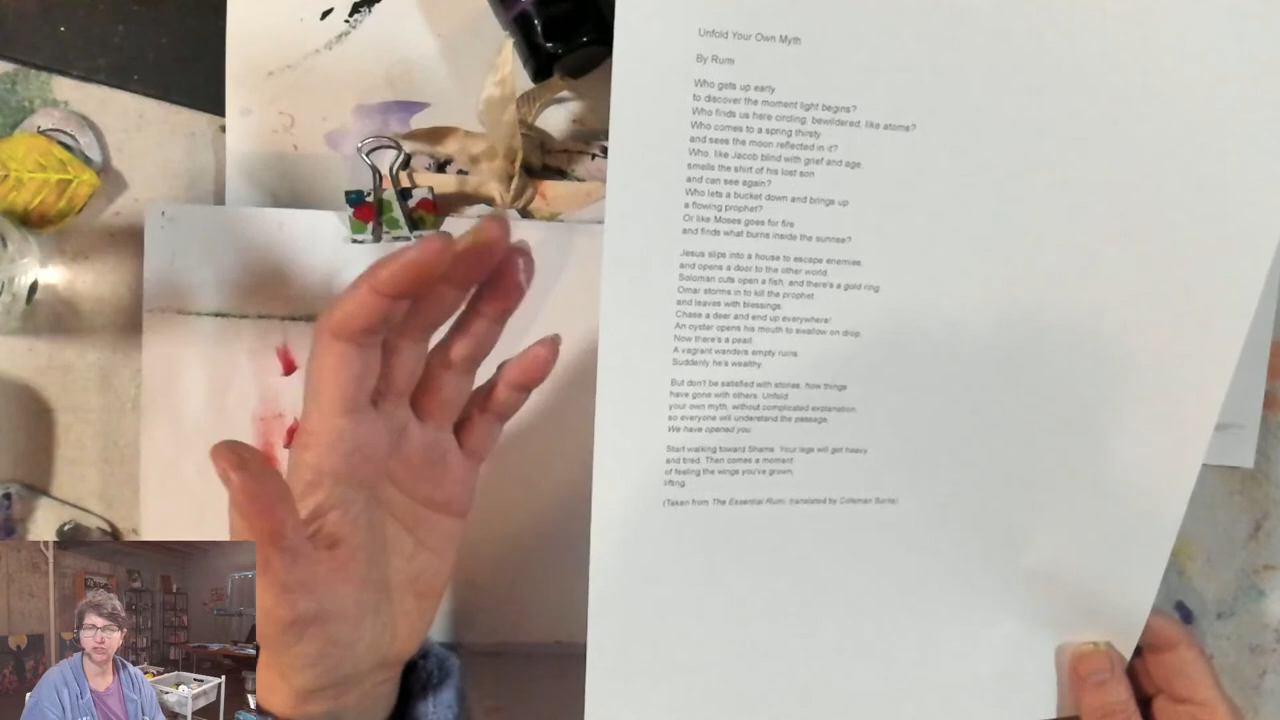 Unfold Your Own Myth
By Rumi
Who gets up early
to discover the moment light begins?
Who finds us here circling, bewildered, like atoms?
Who comes to a spring thirsty
and sees the moon reflected in it?
Who, like Jacob blind with grief and age,
smells the shirt of his lost son
and can see again?
Who lets a bucket down and brings up
a flowing prophet?
Or like Moses goes for fire
and finds what burns inside the sunrise?
Jesus slips into a house to escape enemies,
and opens a door to the other world.
Soloman cuts open a fish, and there's a gold ring.
Omar storms in to kill the prophet
and leaves with blessings.
Chase a deer and end up everywhere!
An oyster opens his mouth to swallow on drop.
Now there's a pearl.
A vagrant wanders empty ruins.
Suddenly he's wealthy.
But don't be satisfied with stories, how things
have gone with others. Unfold
your own myth, without complicated explanation,
so everyone will understand the passage,
We have opened you.
Start walking toward Shams. Your legs will get heavy
and tired. Then comes a moment
of feeling the wings you've grown,
lifting.
(Taken from The Essential Rumi, translated by Coleman Barks)